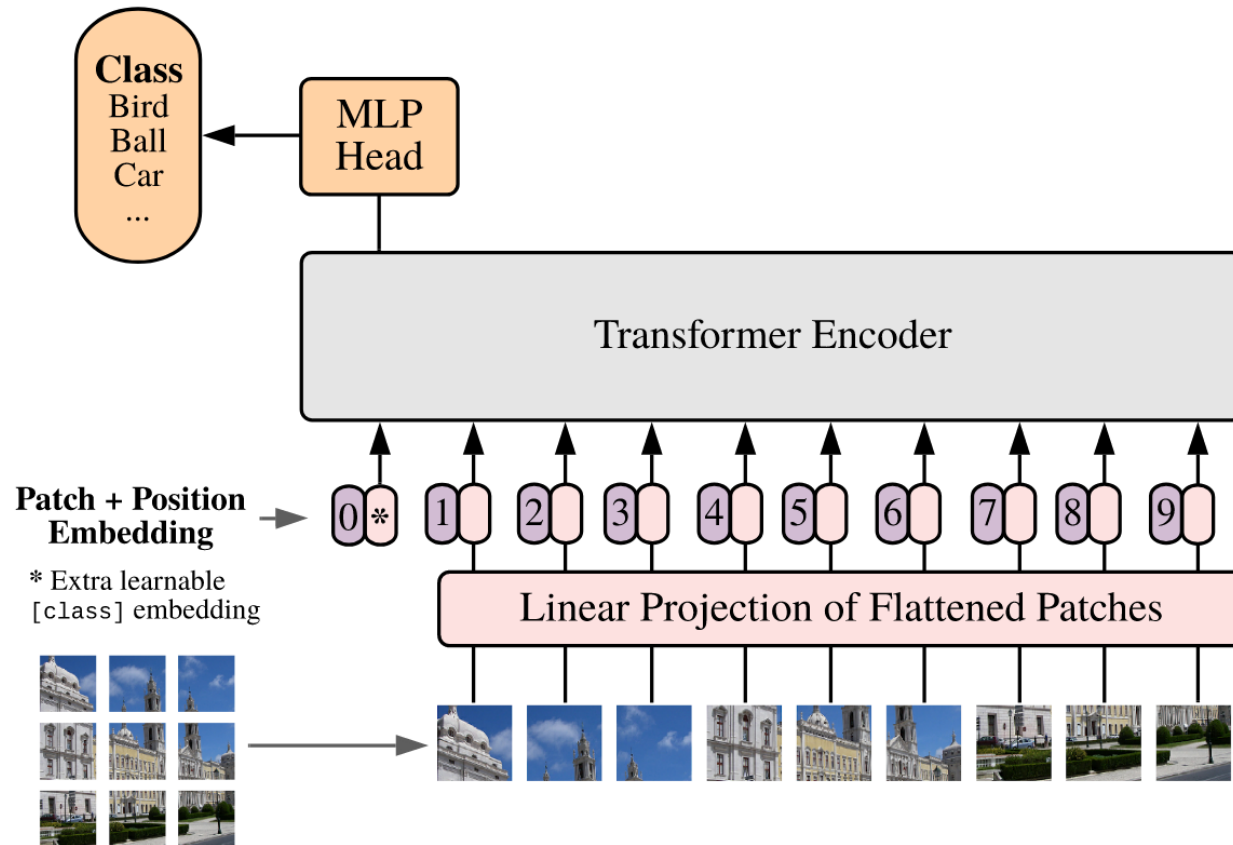 Class
Bird
Ball
Car
...
MLP
Head
Transformer Encoder
Patch + Position
Embedding
0 * 1 2 3 4 5 6 7 8 9
* Extra learnable
[class] embedding
Linear Projection of Flattened Patches